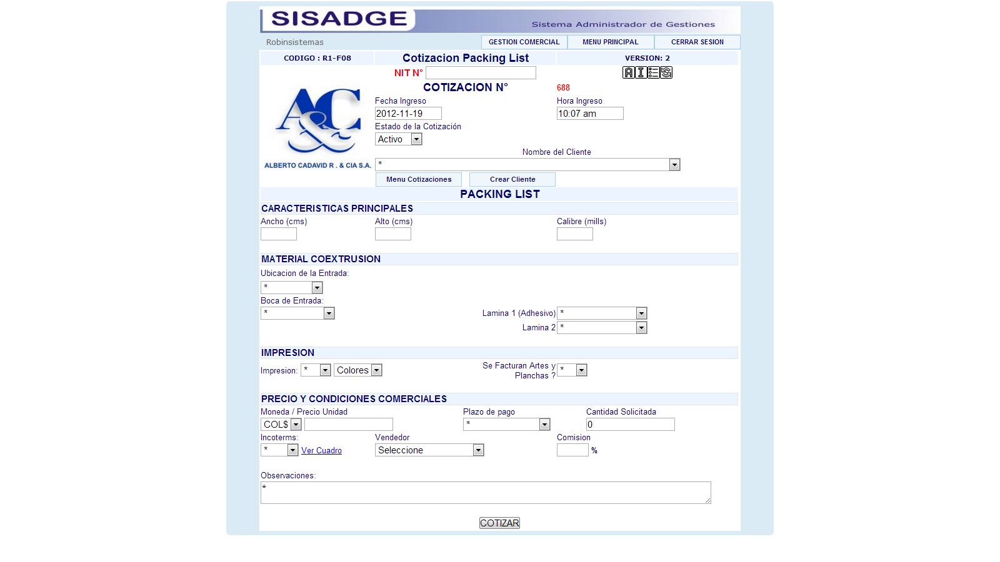 SISADGE
Sistema Administrador de Gestiones
Robinsistemas
GESTION COMERCIAL
MENU PRINCIPAL
CERRAR SESION
CODIGO : R1-F08
Cotizacion Packing List
VERSION: 2
NIT N°
A I
COTIZACION N°
688
A&C
ALBERTO CADAVID R . & CIA S.A.
Fecha Ingreso
Hora Ingreso
2012-11-19
10:07 am
Estado de la Cotización
Activo
Nombre del Cliente
*
Menu Cotizaciones
Crear Cliente
PACKING LIST
CARACTERISTICAS PRINCIPALES
Ancho (cms)
Alto (cms)
Calibre (mills)
MATERIAL COEXTRUSION
Ubicacion de la Entrada:
*
Boca de Entrada:
*
Lamina 1 (Adhesivo) *
Lamina 2 *
IMPRESION
Impresion: * Colores
Se Facturan Artes y
Planchas ? *
PRECIO Y CONDICIONES COMERCIALES
Moneda / Precio Unidad
Plazo de pago
Cantidad Solicitada
COL$
*
0
Incoterms:
Vendedor
Comision
* Ver Cuadro
Seleccione
%
Observaciones:
*
COTIZAR